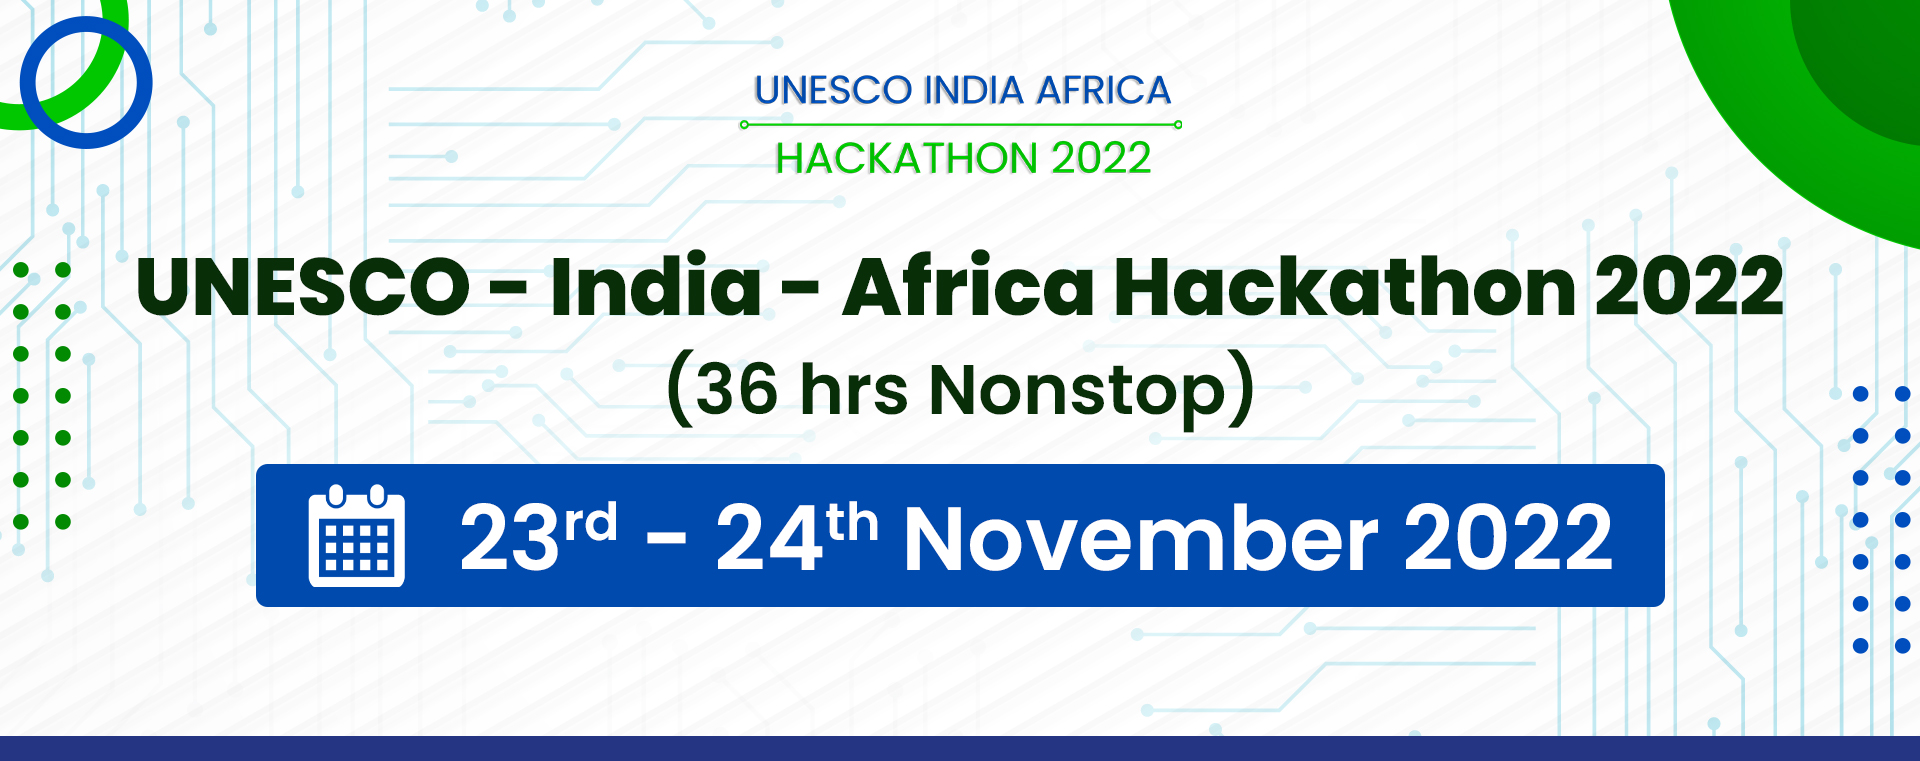 UNESCO INDIA AFRICA
HACKATHON 2022
UNESCO - India - Africa Hackathon 2022
(36 hrs Nonstop)
23rd - 24th November 2022